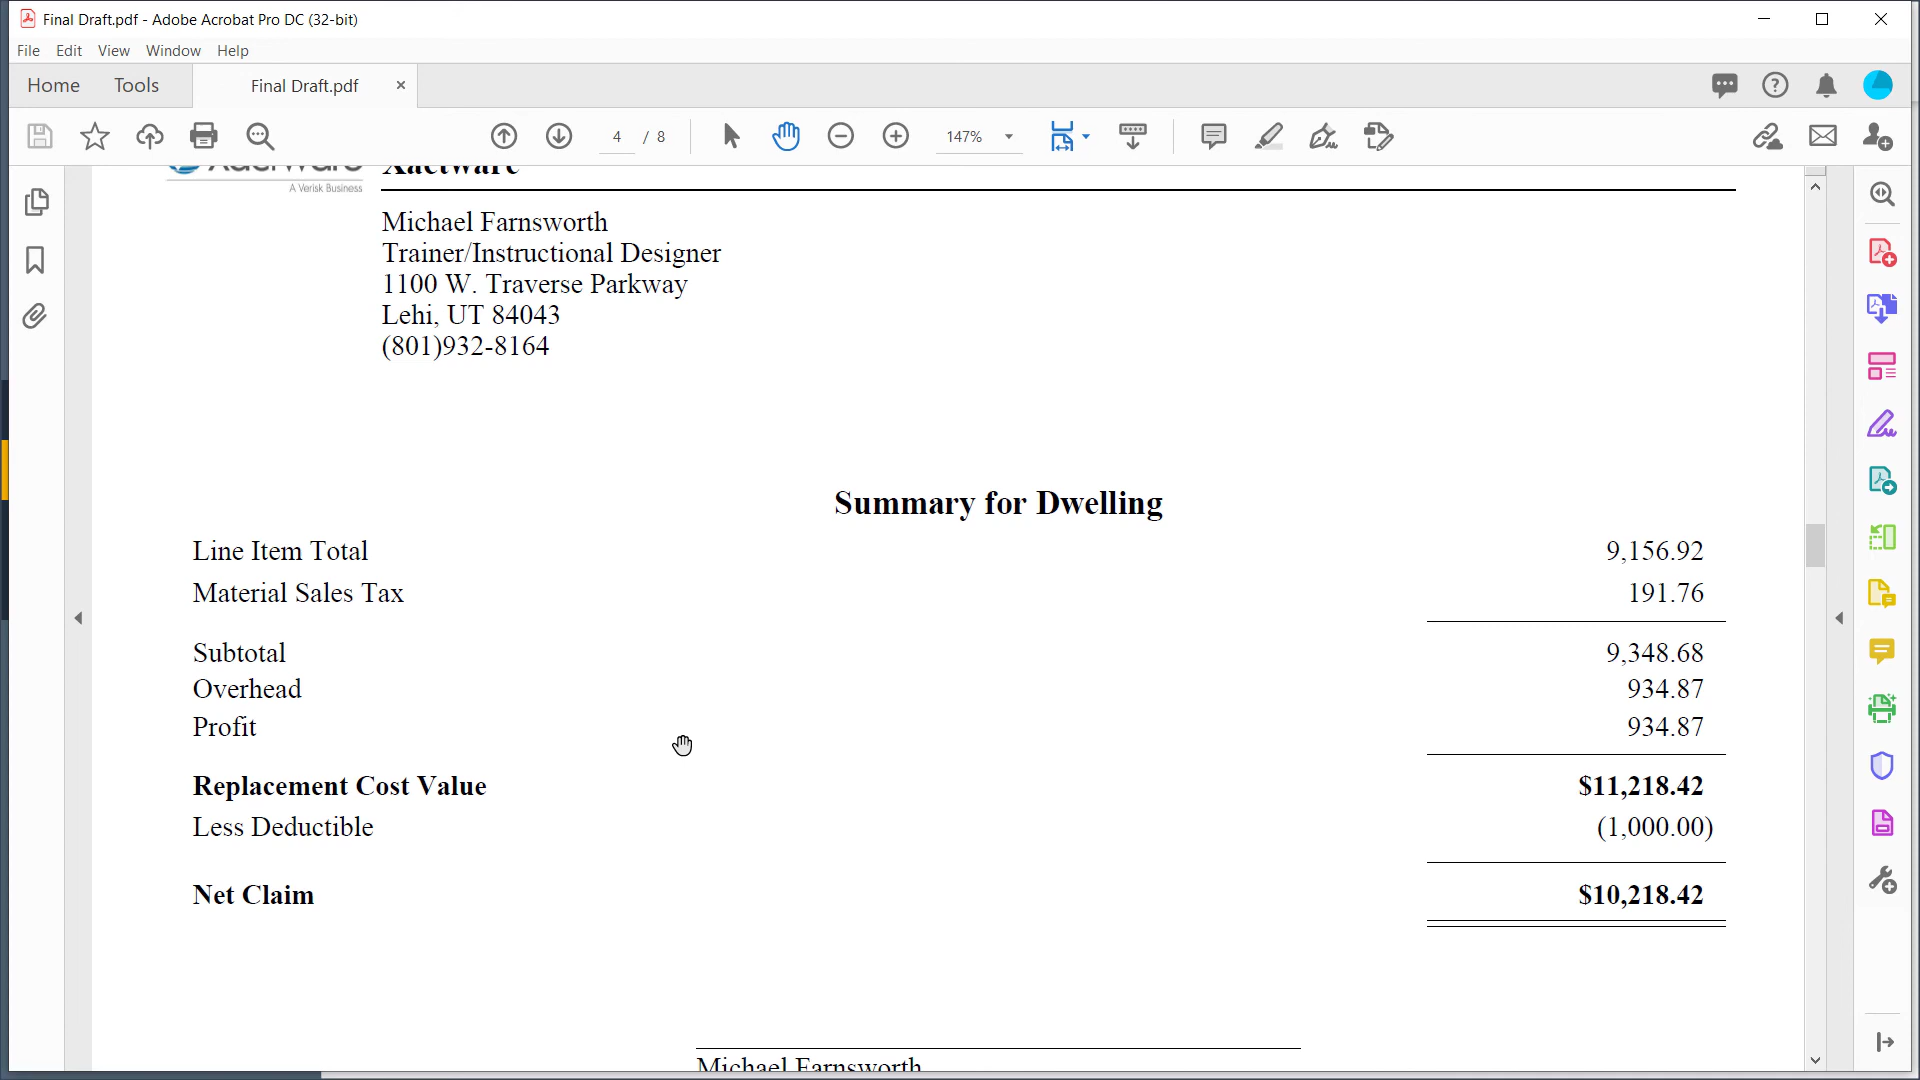 Final Draft.pdf - Adobe Acrobat Pro DC (32-bit)
File Edit View Window Help
Home Tools Final Draft.pdf ×
4 / 8 147%
Xactware
Xactware
A Verisk Business
Michael Farnsworth
Trainer/Instructional Designer
1100 W. Traverse Parkway
Lehi, UT 84043
(801)932-8164
Summary for Dwelling
Line Item Total 9,156.92
Material Sales Tax 191.76
Subtotal 9,348.68
Overhead 934.87
Profit 934.87
Replacement Cost Value $11,218.42
Less Deductible (1,000.00)
Net Claim $10,218.42
Michael Farnsworth